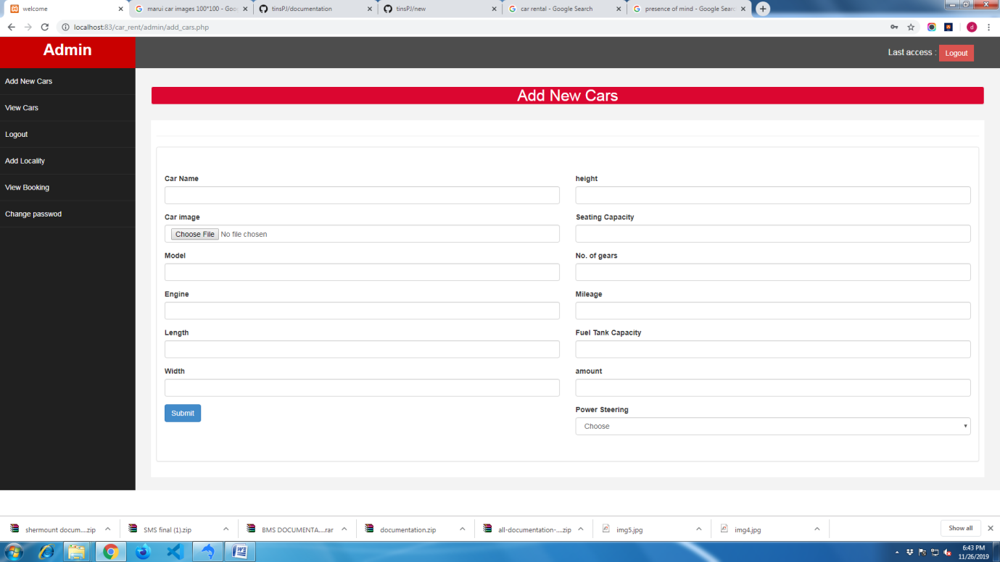 welcome
marui car images 100*100 - Goo
tinsPJ/documentation
tinsPJ/new
car rental - Google Search
presence of mind - Google Searc
localhost:83/car_rent/admin/add_cars.php
d
Admin
Last access :
Logout
Add New Cars
View Cars
Logout
Add Locality
View Booking
Change passwod
Add New Cars
Car Name
height
Car image
Seating Capacity
Choose File No file chosen
Model
No. of gears
Engine
Mileage
Length
Fuel Tank Capacity
Width
amount
Submit
Power Steering
Choose
shermount docum....zip
SMS final (1).zip
BMS DOCUMENTA....rar
documentation.zip
all-documentation-....zip
img5.jpg
img4.jpg
Show all
6:43 PM
11/26/2019